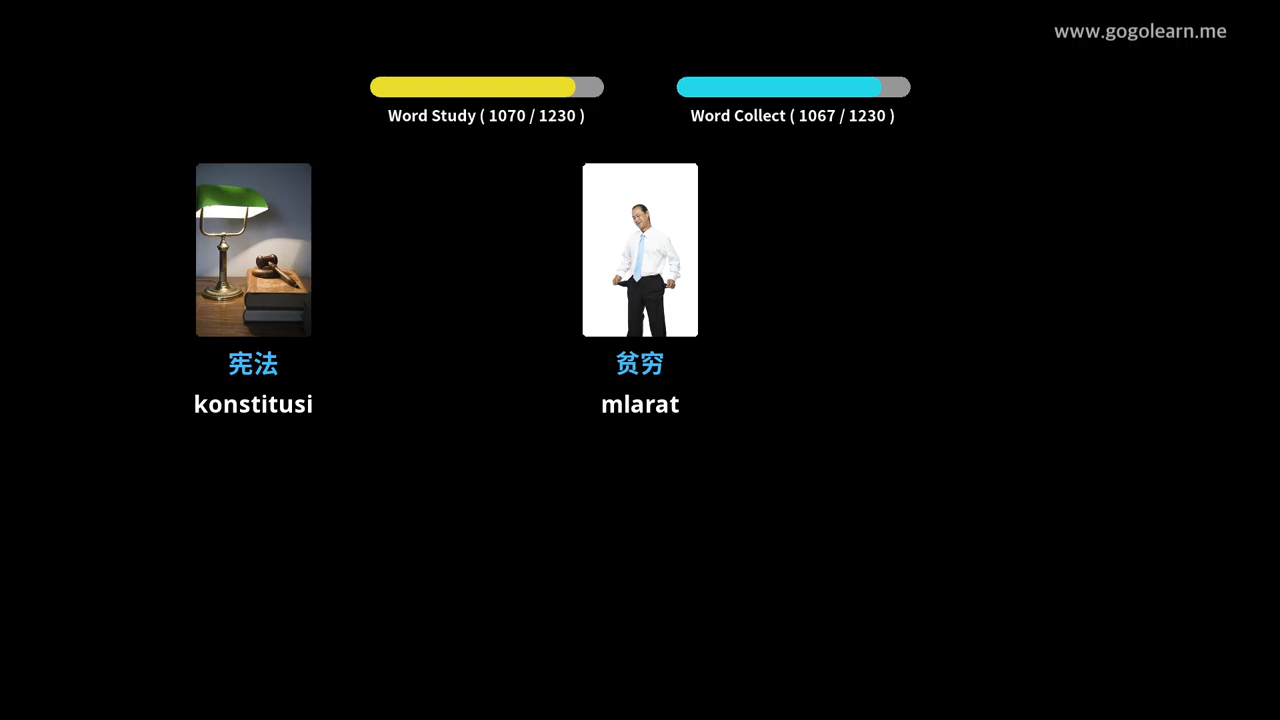 www.gogolearn.me
Word Study ( 1070 / 1230 )
Word Collect ( 1067 / 1230 )
宪法
konstitusi
贫穷
mlarat